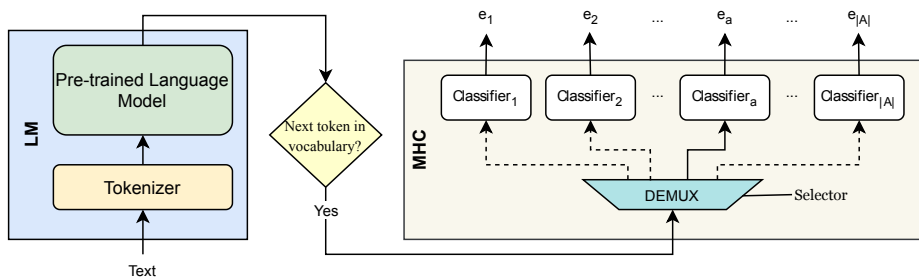 e1 e2 ... ea ... e|A|
LM
Pre-trained Language
Model
Tokenizer
Text
Next token in
vocabulary?
Yes
MHC
Classifier1 Classifier2 ... Classifiera ... Classifier|A|
DEMUX
Selector